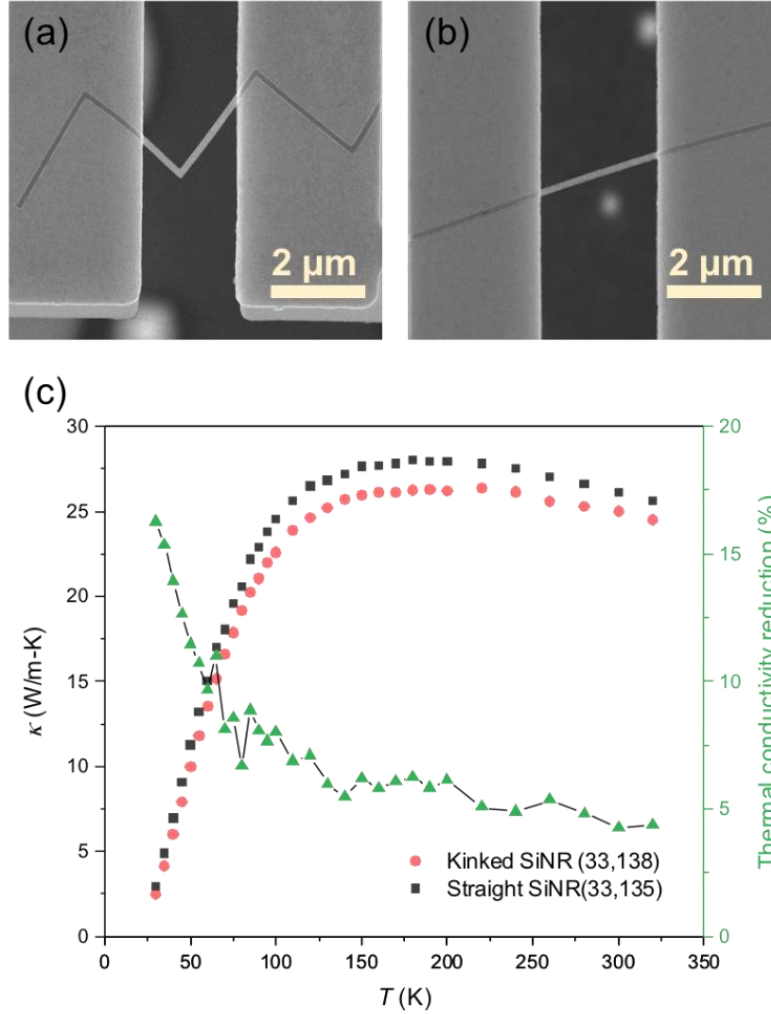 (a)
(b)
2 μm
2 μm
(c)
30
25
20
15
10
5
0
κ (W/m-K)
20
15
10
5
0
Thermal conductivity reduction (%)
Kinked SiNR (33,138)
Straight SiNR(33,135)
0
50
100
150
200
250
300
350
T (K)